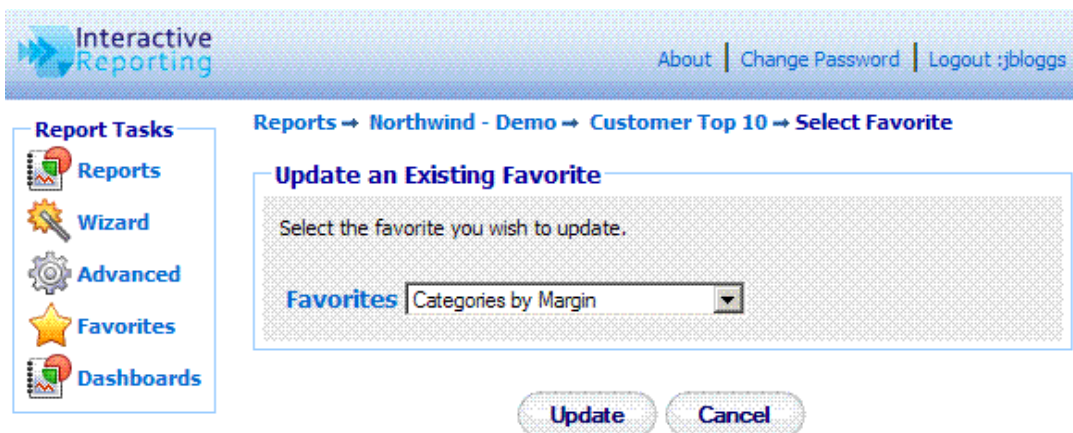 Interactive
Reporting
About | Change Password | Logout :jbloggs
Report Tasks
Reports
Wizard
Advanced
Favorites
Dashboards
Reports → Northwind - Demo → Customer Top 10 → Select Favorite
Update an Existing Favorite
Select the favorite you wish to update.
Favorites Categories by Margin
Update Cancel